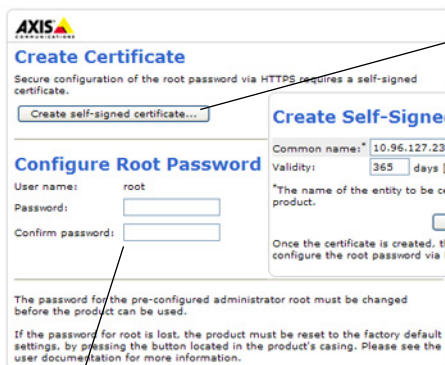 AXIS
COMMUNICATIONS
Create Certificate
Secure configuration of the root password via HTTPS requires a self-signed
certificate.
Create self-signed certificate...
Configure Root Password
User name: root
Password:
Confirm password:
Create Self-Signe
Common name:* 10.96.127.23
Validity: 365 days
*The name of the entity to be ce
product.
Once the certificate is created, t
configure the root password via
The password for the pre-configured administrator root must be changed
before the product can be used.
If the password for root is lost, the product must be reset to the factory default
settings, by pressing the button located in the product's casing. Please see the
user documentation for more information.